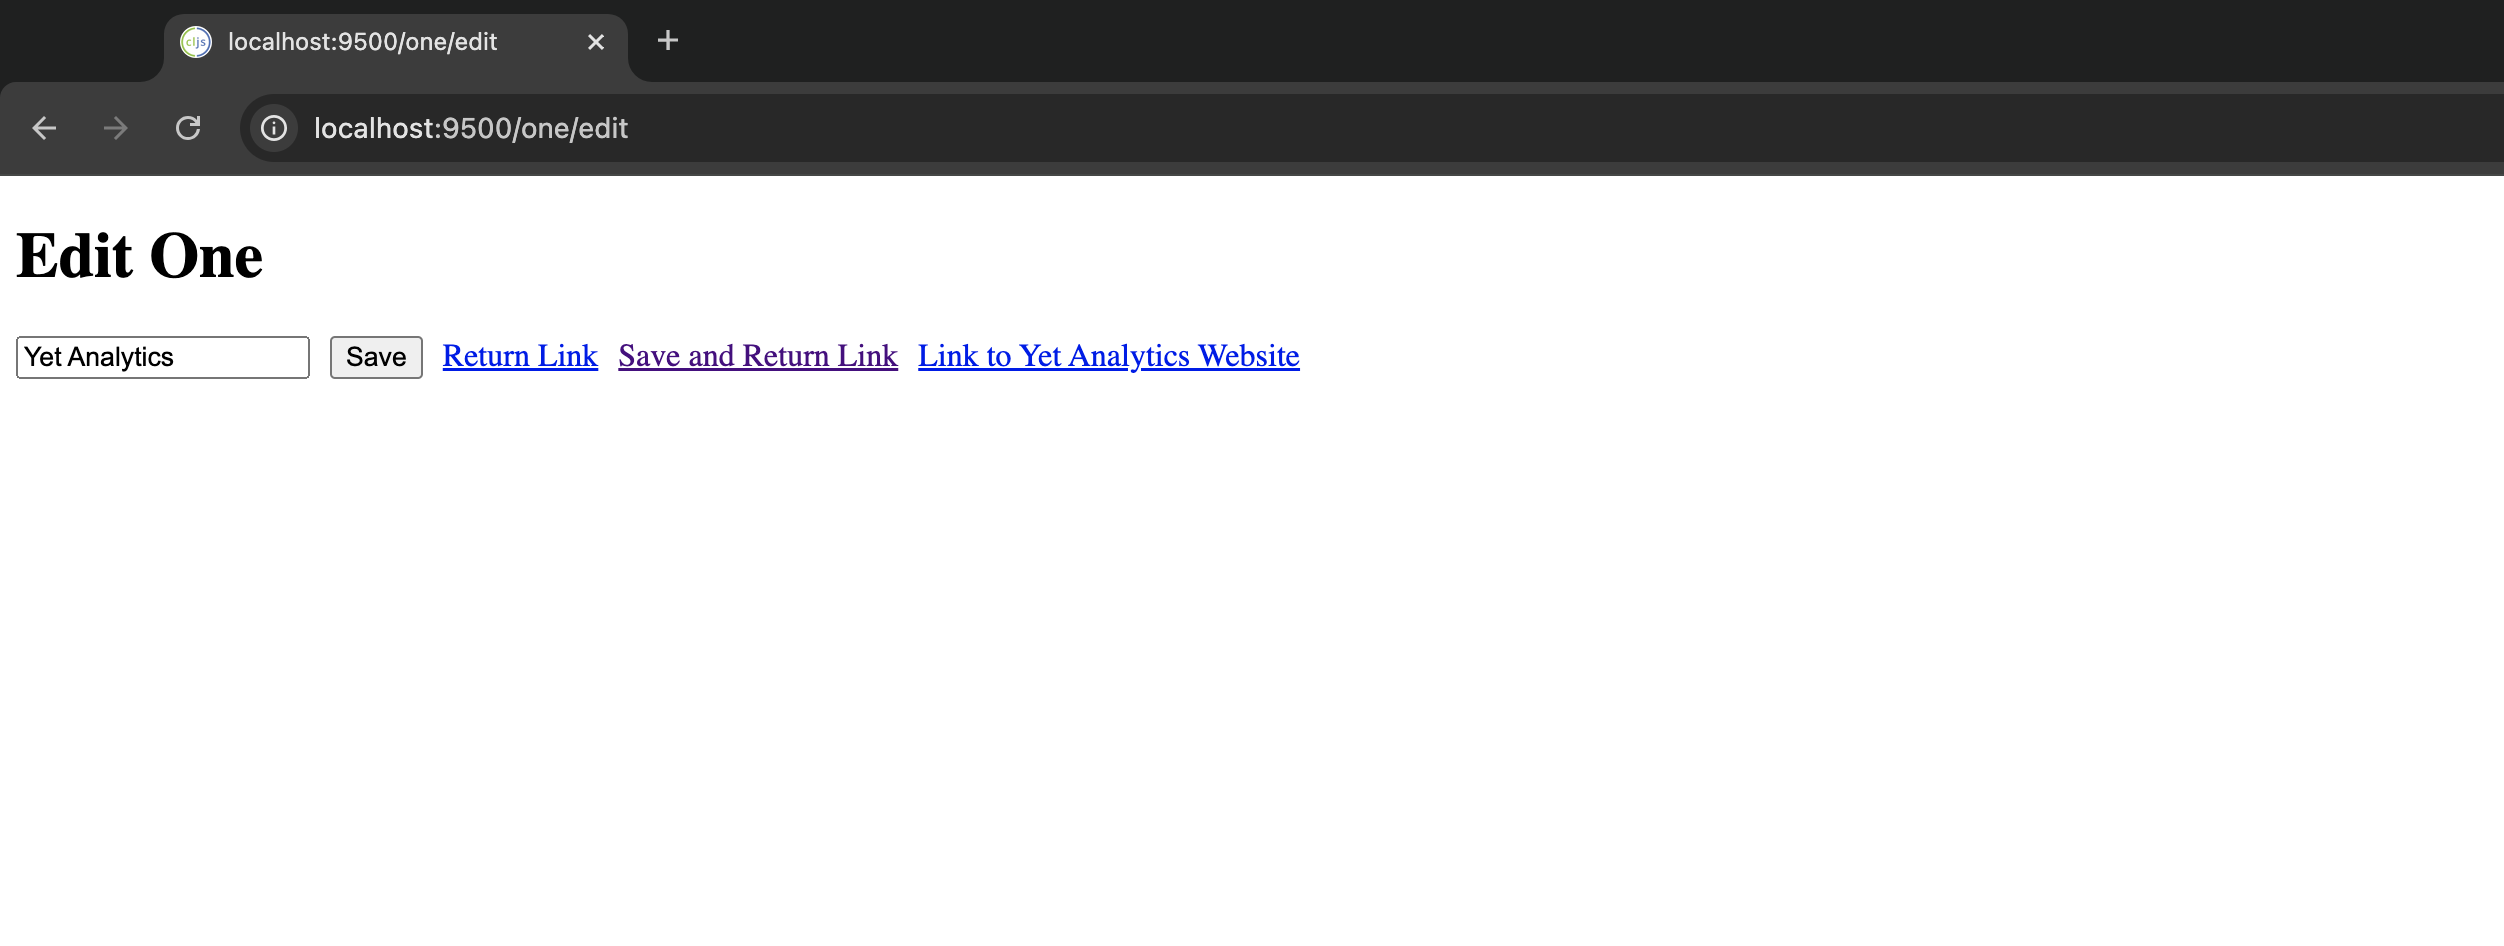 cljs localhost:9500/one/edit
localhost:9500/one/edit
Edit One
Yet Analytics Save Return Link Save and Return Link Link to Yet Analytics Website